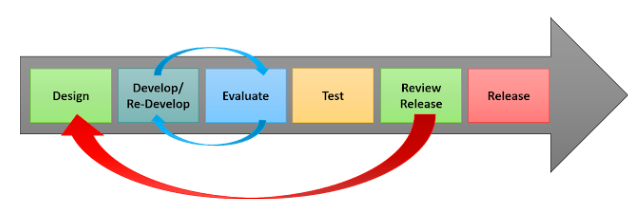 Design
Develop/
Re-Develop
Evaluate
Test
Review
Release
Release